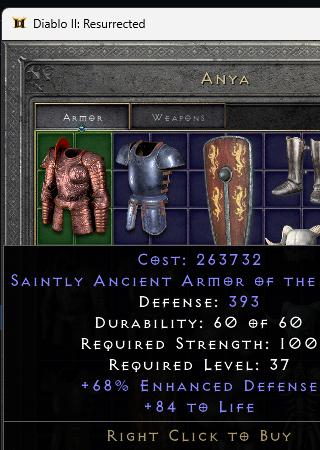 Diablo II: Resurrected
Anya
Armor
Weapons
Cost: 263732
Saintly Ancient Armor of the
Defense: 393
Durability: 60 of 60
Required Strength: 100
Required Level: 37
+68% Enhanced Defense
+84 to Life
Right Click to Buy